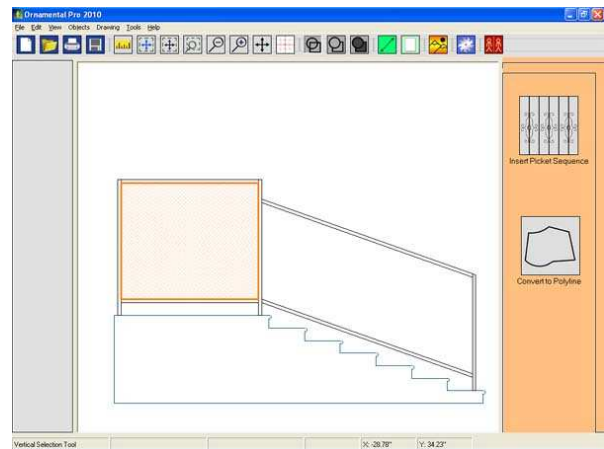 Ornamental Pro 2010
File Edit View Objects Drawing Tools Help
Insert Picket Sequence
Convert to Polyline
Vertical Selection Tool X: -28.78" Y: 34.23"